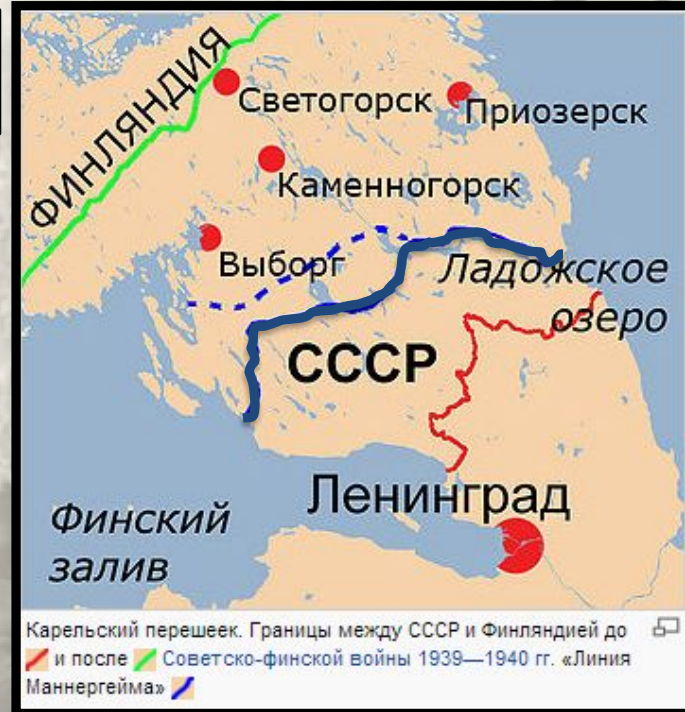 ФИНЛЯНДИЯ
Светогорск
Приозерск
Каменногорск
Выборг
Ладожское
озеро
СССР
Ленинград
Финский
залив
Карельский перешеек. Границы между СССР и Финляндией до
и после Советско-финской войны 1939—1940 гг. «Линия
Маннергейма»